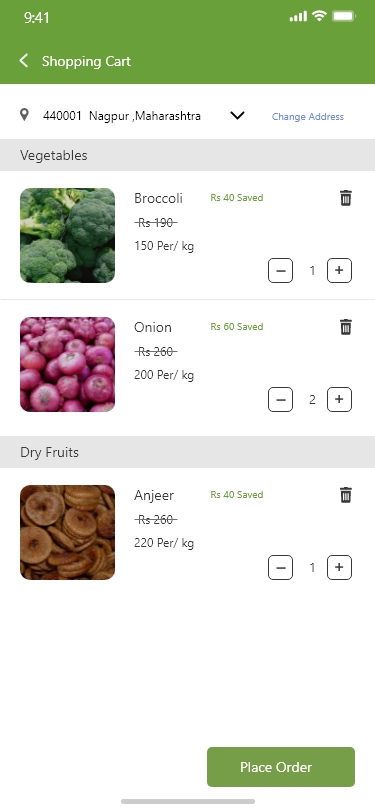 9:41
Shopping Cart
440001 Nagpur ,Maharashtra Change Address
Vegetables
Broccoli Rs 40 Saved
Rs 190
150 Per/ kg
1
Onion Rs 60 Saved
Rs 260
200 Per/ kg
2
Dry Fruits
Anjeer Rs 40 Saved
Rs 260
220 Per/ kg
1
Place Order